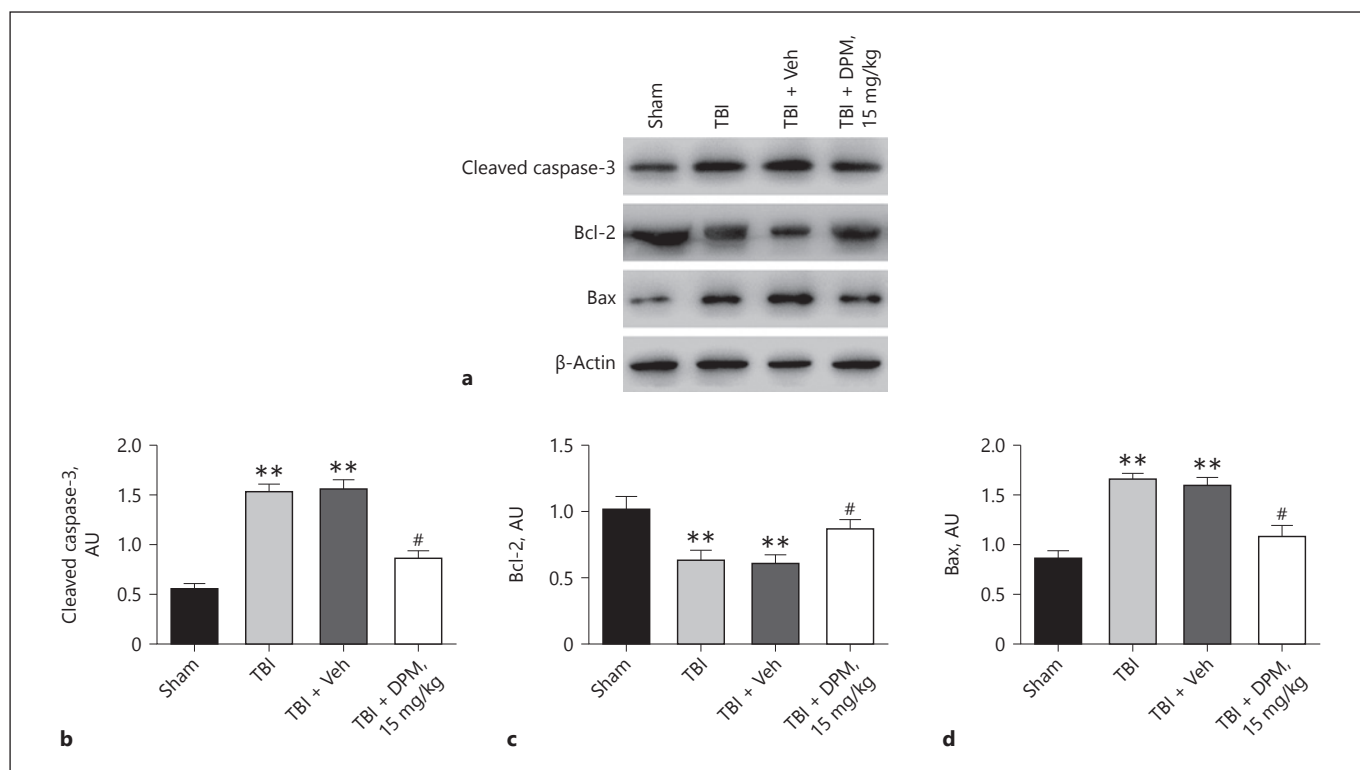 Sham
TBI
TBI + Veh
TBI + DPM,
15 mg/kg
Cleaved caspase-3
Bcl-2
Bax
β-Actin
a
Cleaved caspase-3,
AU
2.0
1.5
1.0
0.5
0
**
**
#
Sham
TBI
TBI + Veh
TBI + DPM,
15 mg/kg
b
Bcl-2, AU
1.5
1.0
0.5
0
**
**
#
Sham
TBI
TBI + Veh
TBI + DPM,
15 mg/kg
c
Bax, AU
2.0
1.5
1.0
0.5
0
**
**
#
Sham
TBI
TBI + Veh
TBI + DPM,
15 mg/kg
d